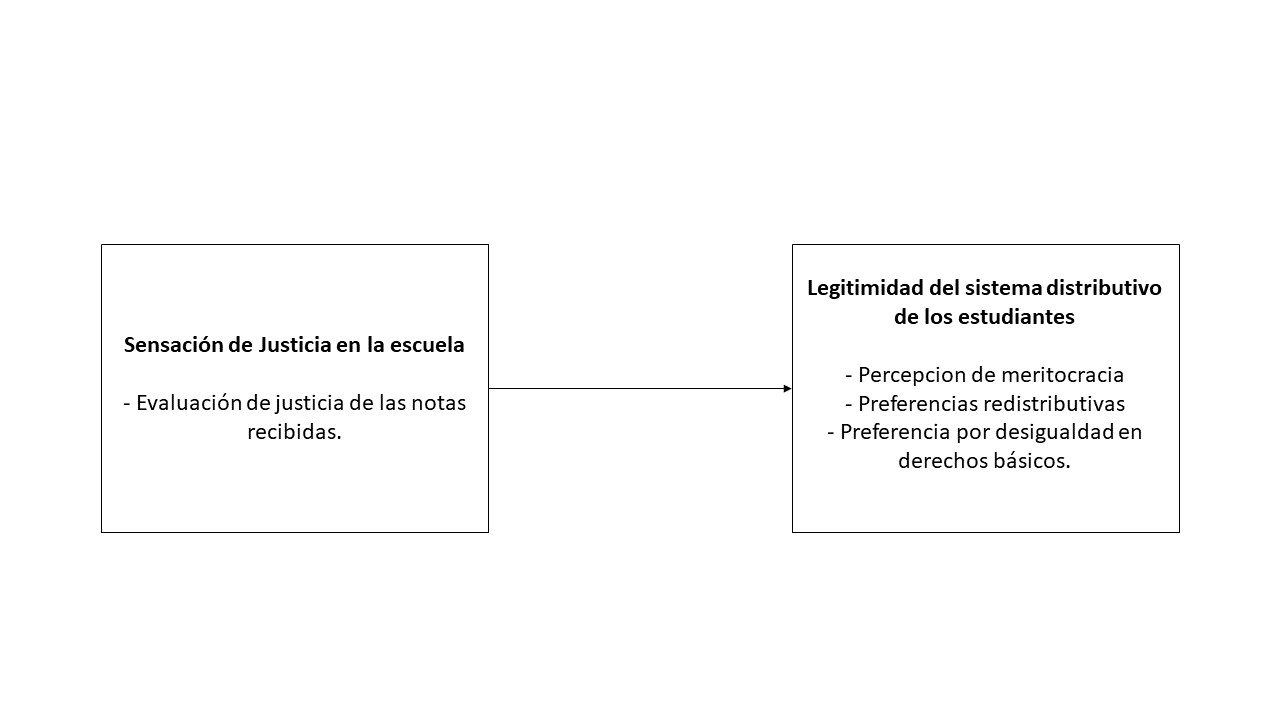 Sensación de Justicia en la escuela
- Evaluación de justicia de las notas
recibidas.
Legitimidad del sistema distributivo
de los estudiantes
- Percepcion de meritocracia
- Preferencias redistributivas
- Preferencia por desigualdad en
derechos básicos.